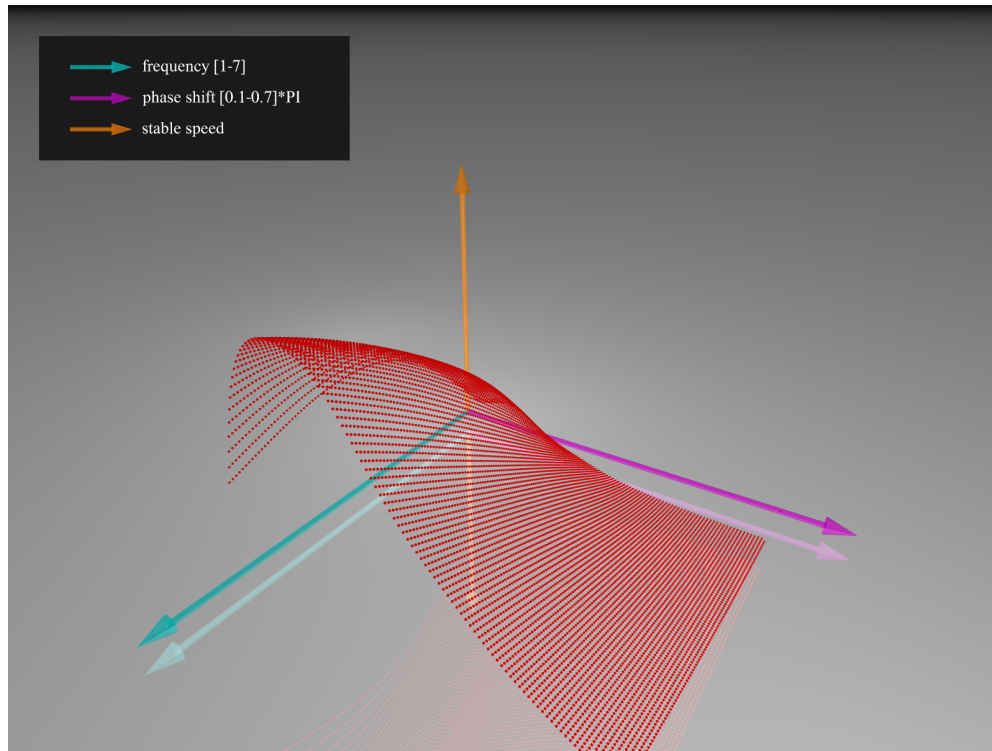 frequency [1-7]
phase shift [0.1-0.7]*PI
stable speed